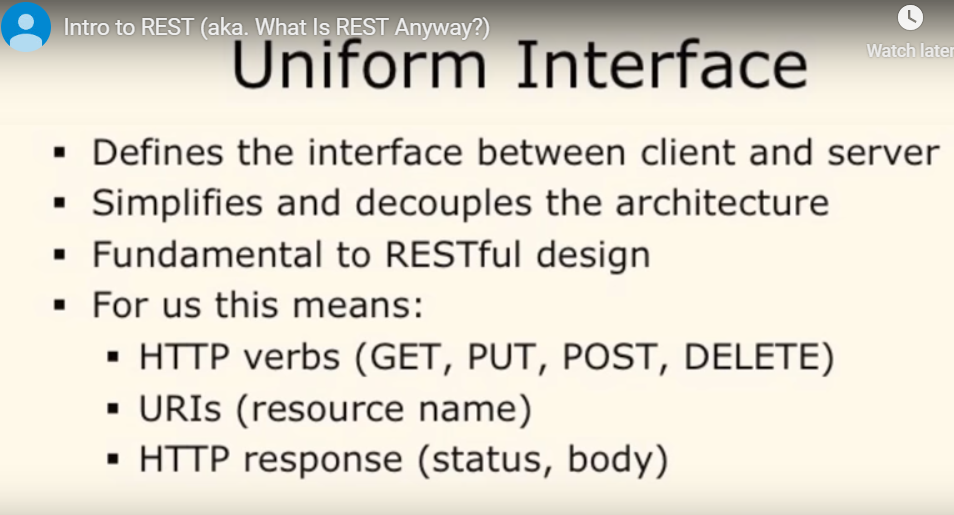 Intro to REST (aka. What Is REST Anyway?)
Watch later
Uniform Interface
▪ Defines the interface between client and server
▪ Simplifies and decouples the architecture
▪ Fundamental to RESTful design
▪ For us this means:
▪ HTTP verbs (GET, PUT, POST, DELETE)
▪ URIs (resource name)
▪ HTTP response (status, body)